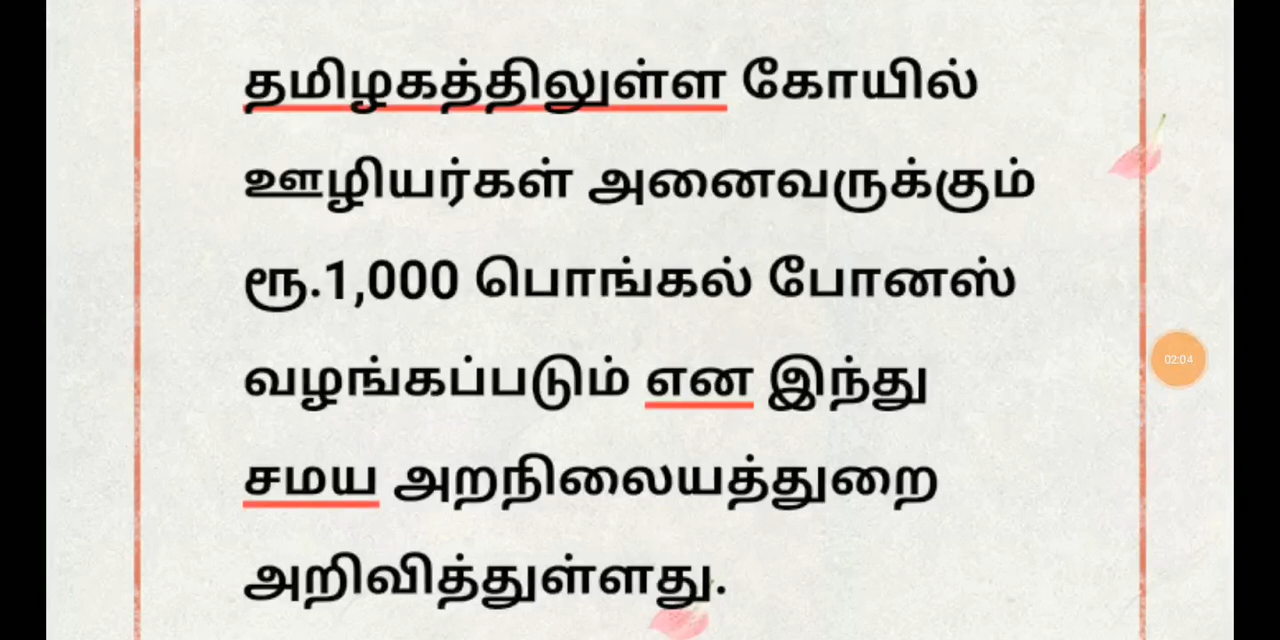 தமிழகத்திலுள்ள கோயில்
ஊழியர்கள் அனைவருக்கும்
ரூ.1,000 பொங்கல் போனஸ்
வழங்கப்படும் என இந்து
சமய அறநிலையத்துறை
அறிவித்துள்ளது.
02:04